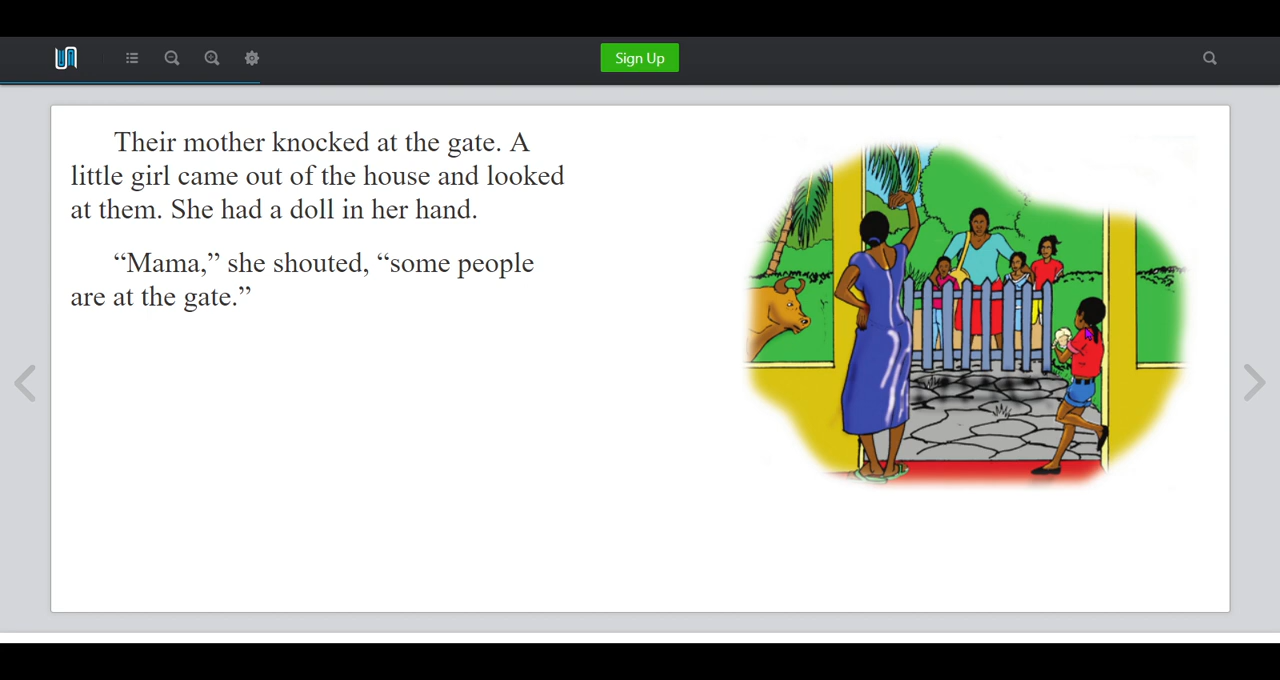 Sign Up
Their mother knocked at the gate. A
little girl came out of the house and looked
at them. She had a doll in her hand.
“Mama,” she shouted, “some people
are at the gate.”